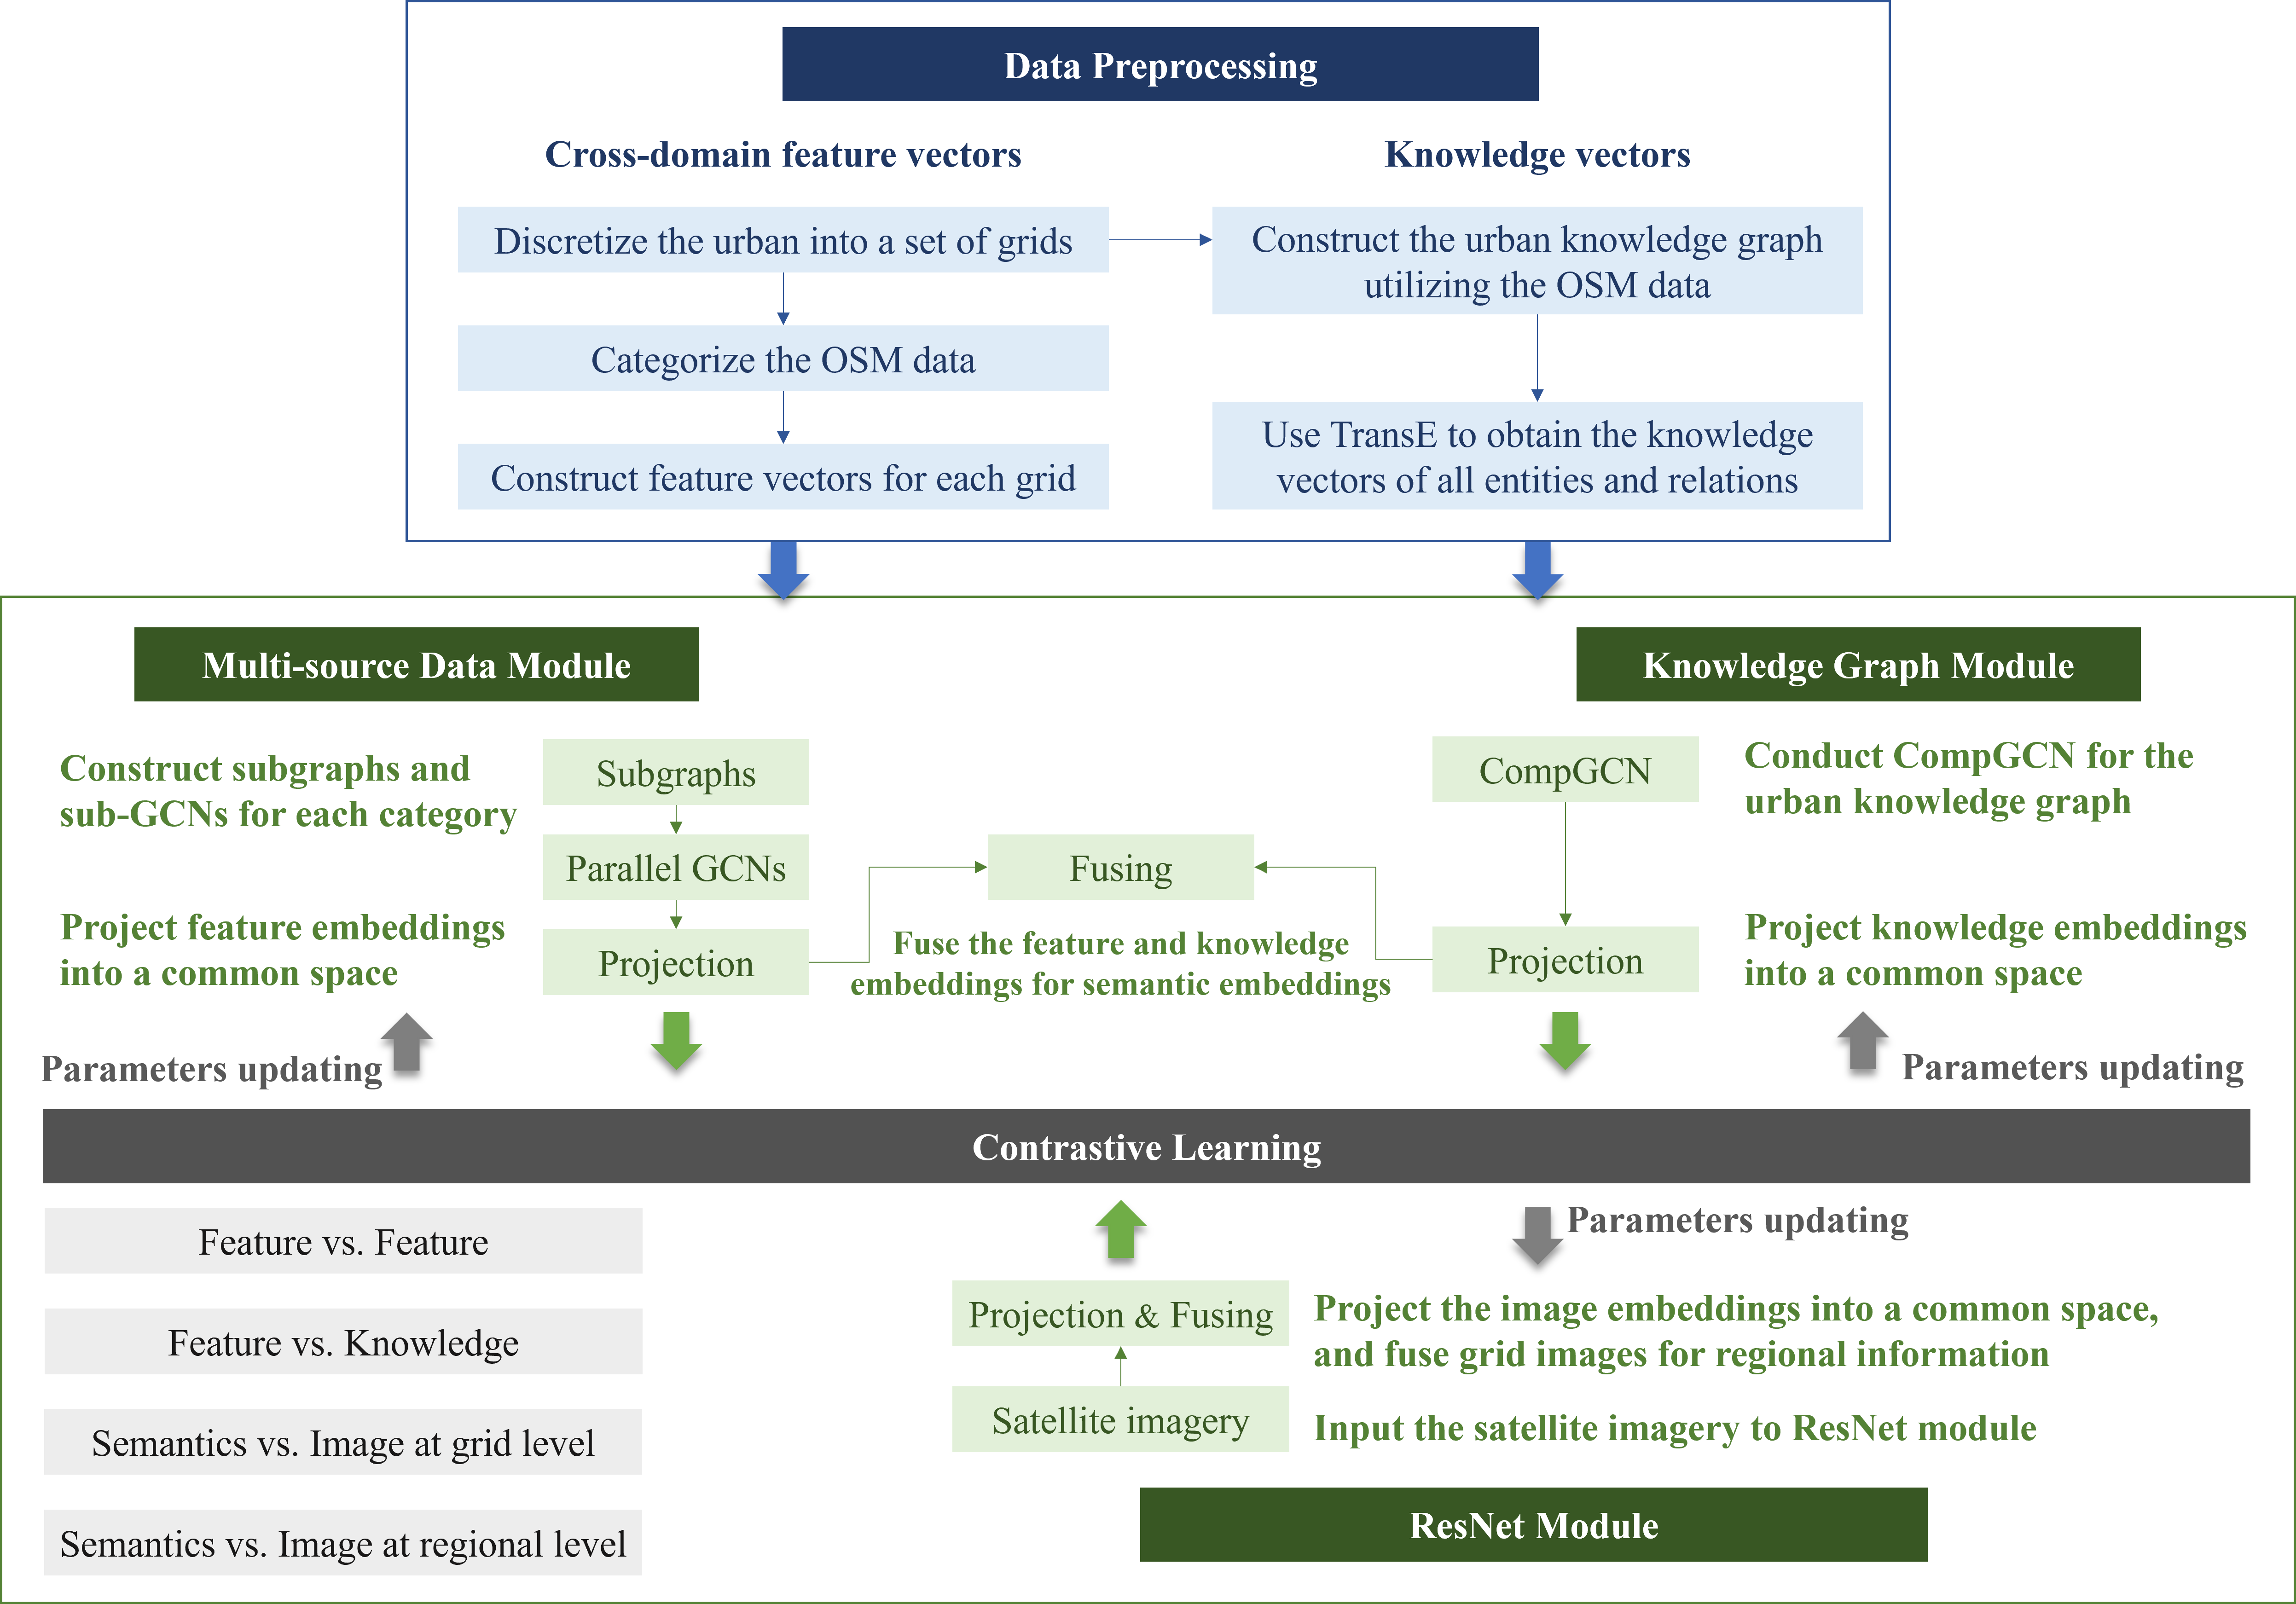 Data Preprocessing
Cross-domain feature vectors
Discretize the urban into a set of grids
Categorize the OSM data
Construct feature vectors for each grid
Knowledge vectors
Construct the urban knowledge graph
utilizing the OSM data
Use TransE to obtain the knowledge
vectors of all entities and relations
Multi-source Data Module
Construct subgraphs and
sub-GCNs for each category
Project feature embeddings
into a common space
Subgraphs
Parallel GCNs
Projection
Fusing
Fuse the feature and knowledge
embeddings for semantic embeddings
Knowledge Graph Module
CompGCN
Projection
Conduct CompGCN for the
urban knowledge graph
Project knowledge embeddings
into a common space
Parameters updating
Parameters updating
Contrastive Learning
Feature vs. Feature
Feature vs. Knowledge
Semantics vs. Image at grid level
Semantics vs. Image at regional level
Parameters updating
Projection & Fusing
Satellite imagery
Project the image embeddings into a common space,
and fuse grid images for regional information
Input the satellite imagery to ResNet module
ResNet Module